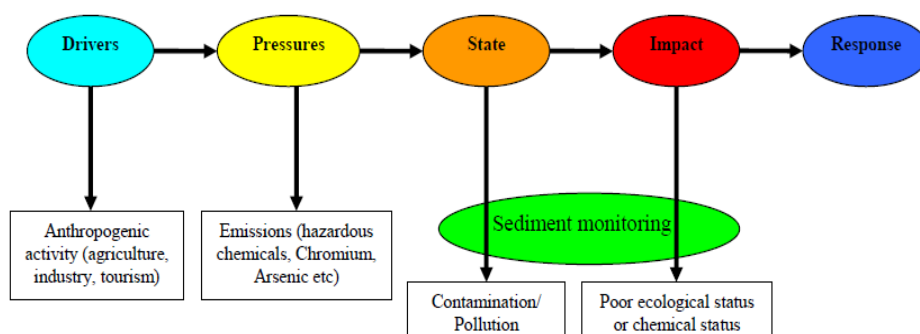 Drivers
Pressures
State
Impact
Response
Sediment monitoring
Anthropogenic
activity (agriculture,
industry, tourism)
Emissions (hazardous
chemicals, Chromium,
Arsenic etc)
Contamination/
Pollution
Poor ecological status
or chemical status